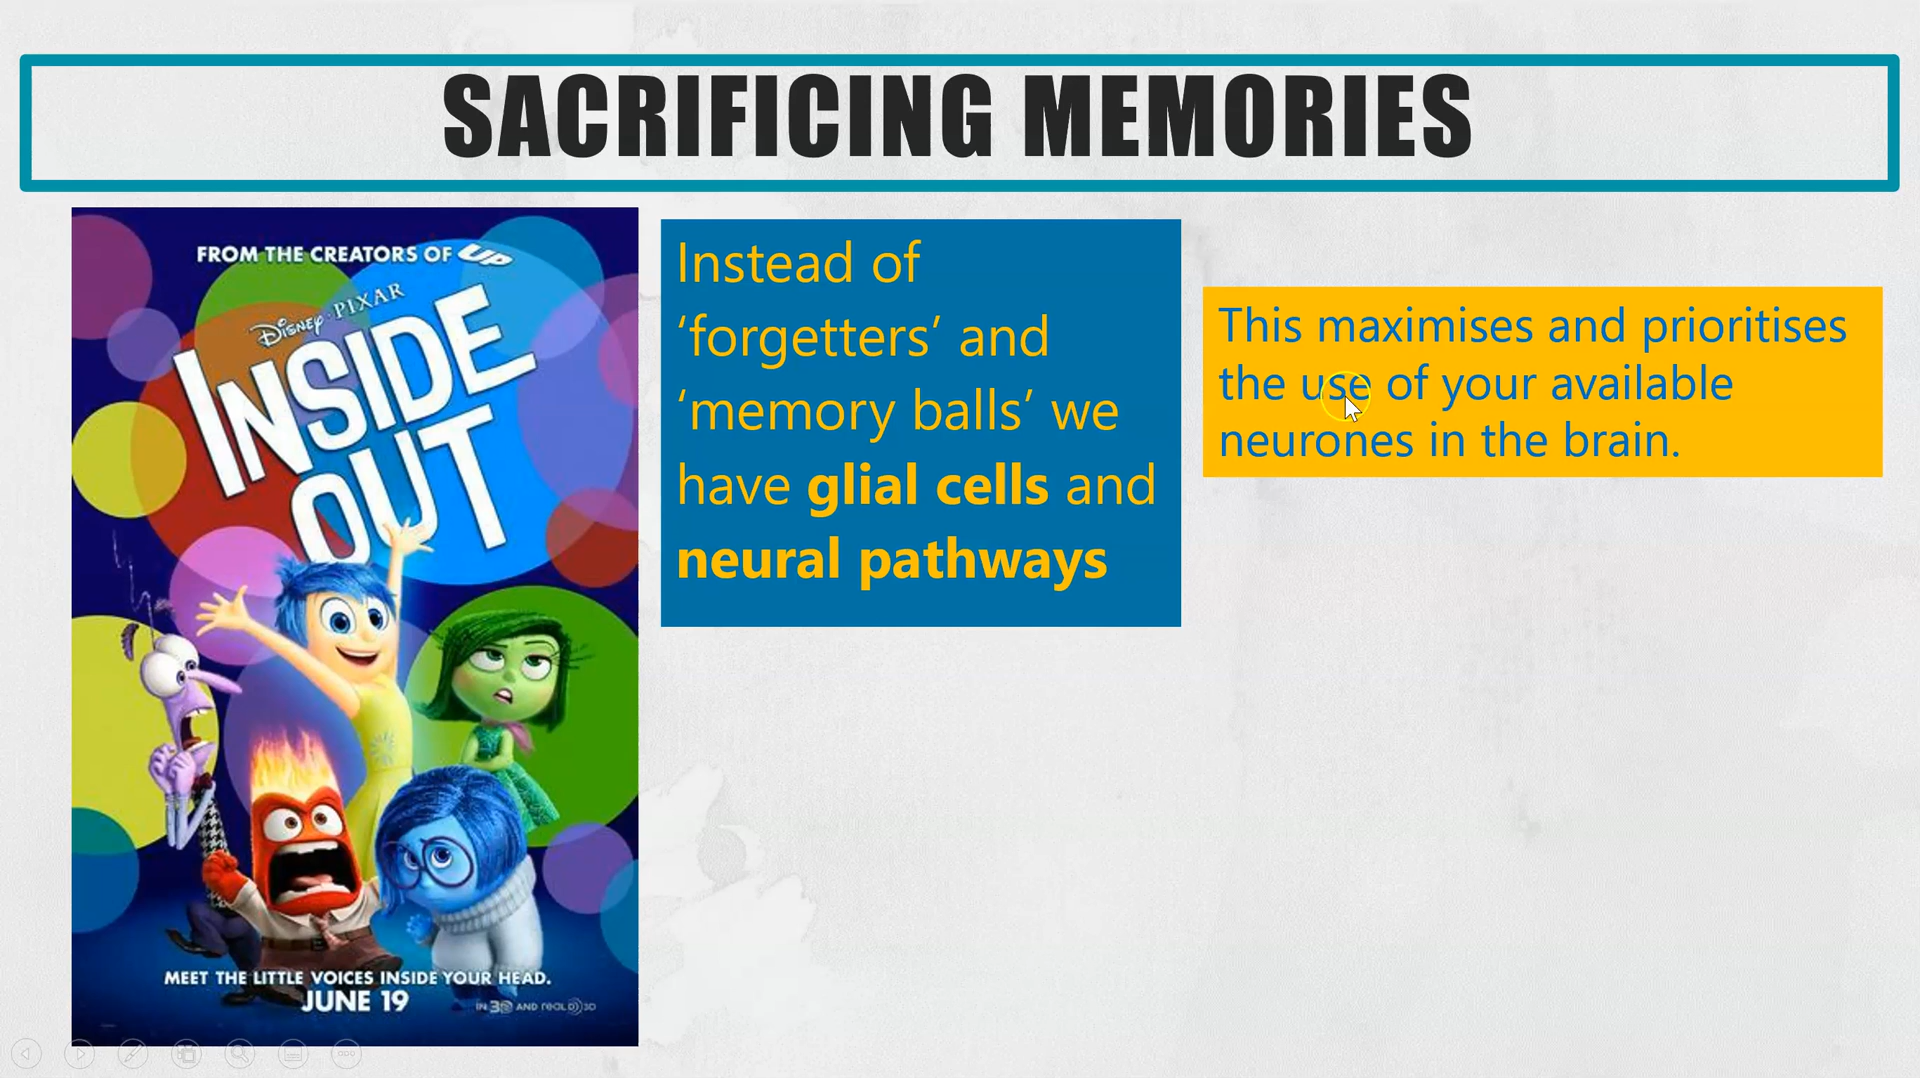 SACRIFICING MEMORIES
FROM THE CREATORS OF UP
DISNEY·PIXAR
INSIDE
OUT
MEET THE LITTLE VOICES INSIDE YOUR HEAD.
JUNE 19
IN 3D AND REAL D 3D
Instead of
‘forgetters’ and
‘memory balls’ we
have glial cells and
neural pathways
This maximises and prioritises
the use of your available
neurones in the brain.